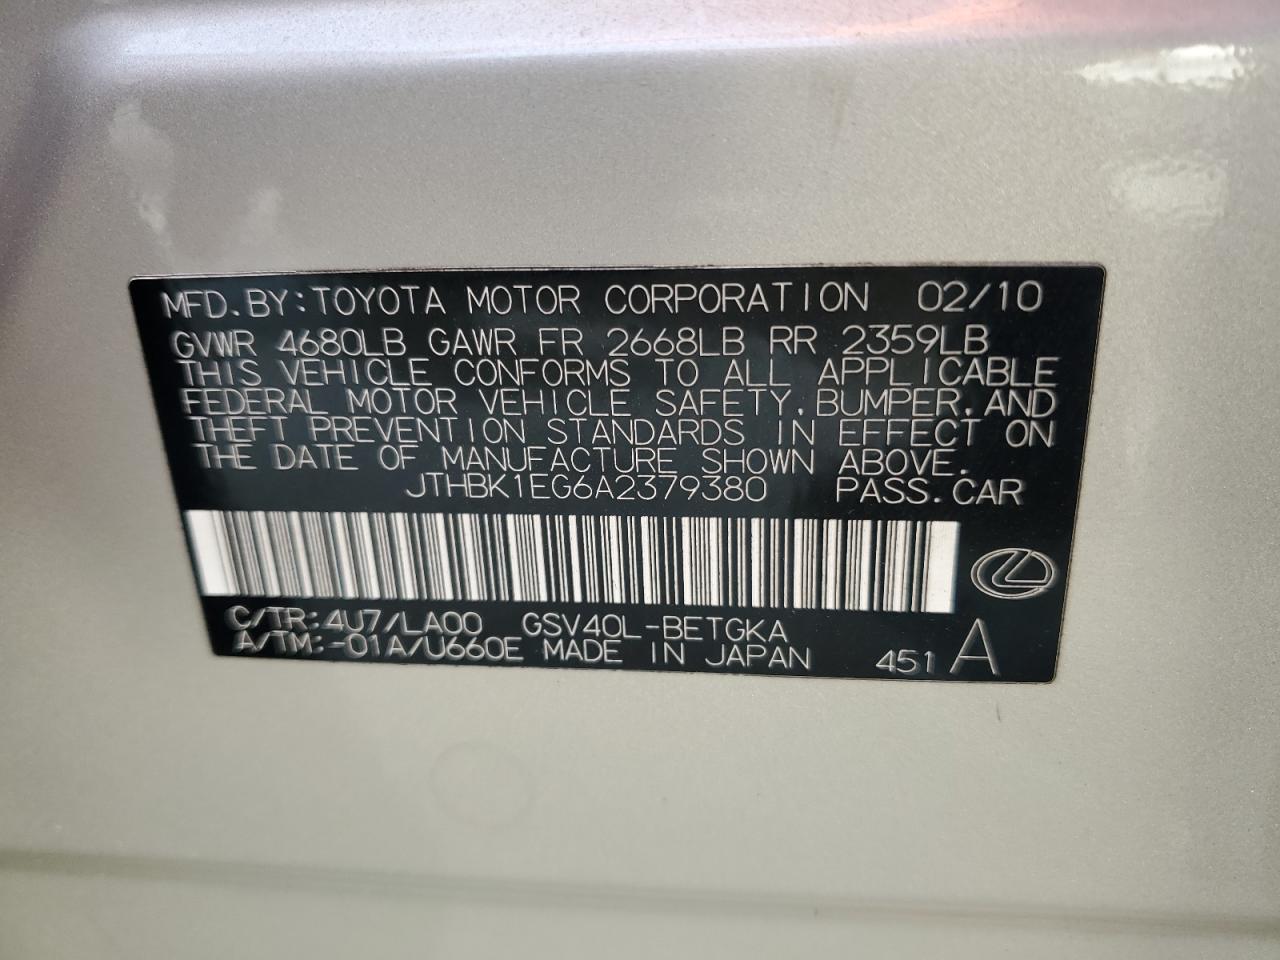 MFD.BY:TOYOTA MOTOR CORPORATION 02/10
GVWR 4680LB GAWR FR 2668LB RR 2359LB
THIS VEHICLE CONFORMS TO ALL APPLICABLE
FEDERAL MOTOR VEHICLE SAFETY, BUMPER, AND
THEFT PREVENTION STANDARDS IN EFFECT ON
THE DATE OF MANUFACTURE SHOWN ABOVE.
JTHBK1EG6A2379380 PASS.CAR
C/TR:4U7/LA00 GSV40L-BETGKA
A/TM:-01A/U660E MADE IN JAPAN 451 A